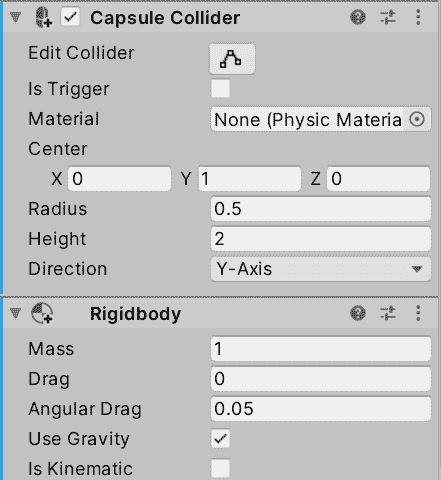 Capsule Collider
Edit Collider
Is Trigger
Material None (Physic Materia
Center
X 0 Y 1 Z 0
Radius 0.5
Height 2
Direction Y-Axis
Rigidbody
Mass 1
Drag 0
Angular Drag 0.05
Use Gravity
Is Kinematic